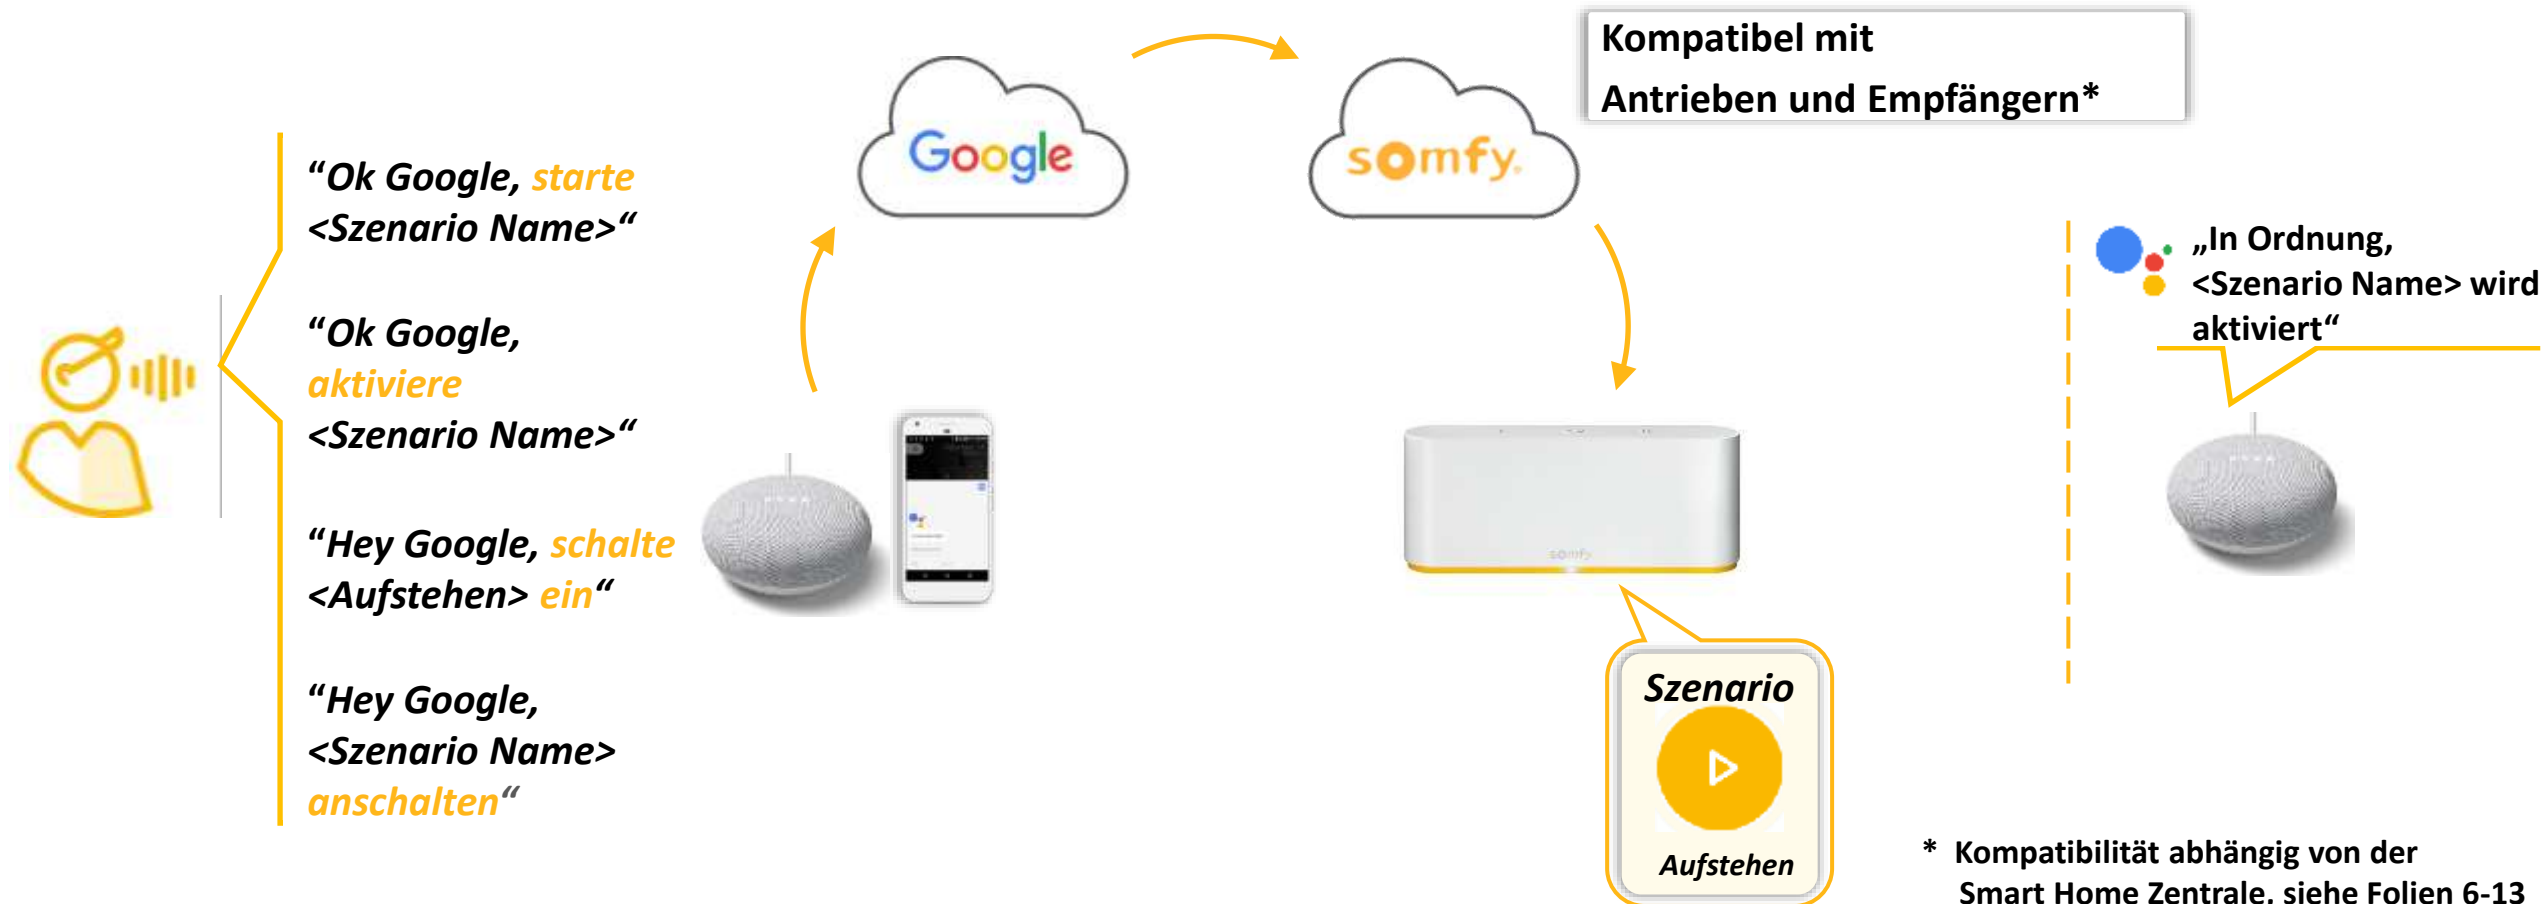 “Ok Google, starte
<Szenario Name>“
“Ok Google,
aktiviere
<Szenario Name>“
“Hey Google, schalte
<Aufstehen> ein“
“Hey Google,
<Szenario Name>
anschalten“
Google
somfy.
Kompatibel mit
Antrieben und Empfängern*
somfy
Szenario
Aufstehen
„In Ordnung,
<Szenario Name> wird
aktiviert“
* Kompatibilität abhängig von der
Smart Home Zentrale, siehe Folien 6-13